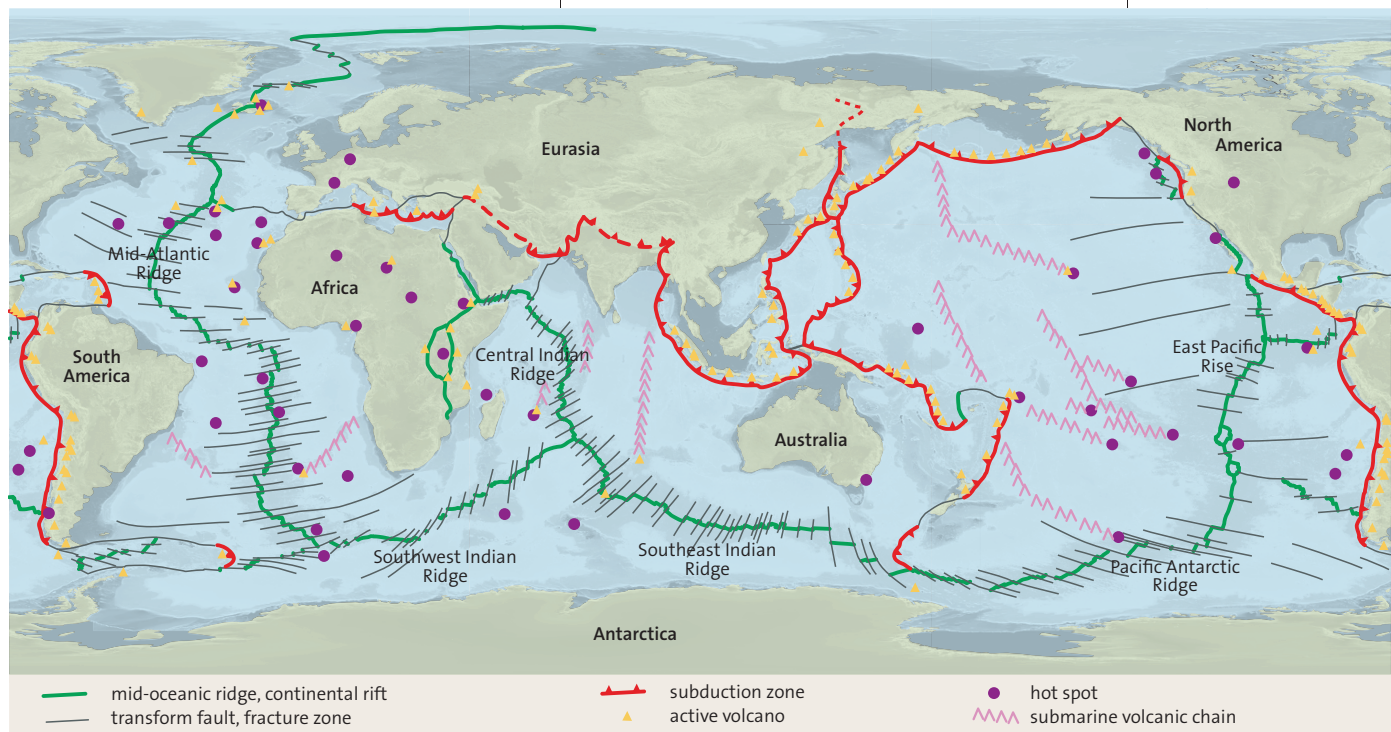 North
America
Eurasia
Mid-Atlantic
Ridge
Africa
South
America
Central Indian
Ridge
East Pacific
Rise
Australia
Southwest Indian
Ridge
Southeast Indian
Ridge
Pacific Antarctic
Ridge
Antarctica
mid-oceanic ridge, continental rift
subduction zone
hot spot
transform fault, fracture zone
active volcano
submarine volcanic chain